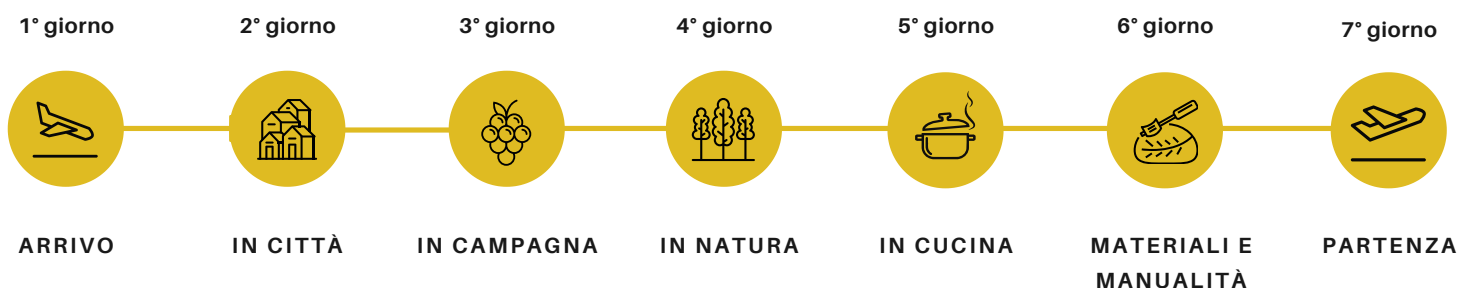 1° giorno
2° giorno
3° giorno
4° giorno
5° giorno
6° giorno
7° giorno
ARRIVO
IN CITTÀ
IN CAMPAGNA
IN NATURA
IN CUCINA
MATERIALI E
MANUALITÀ
PARTENZA